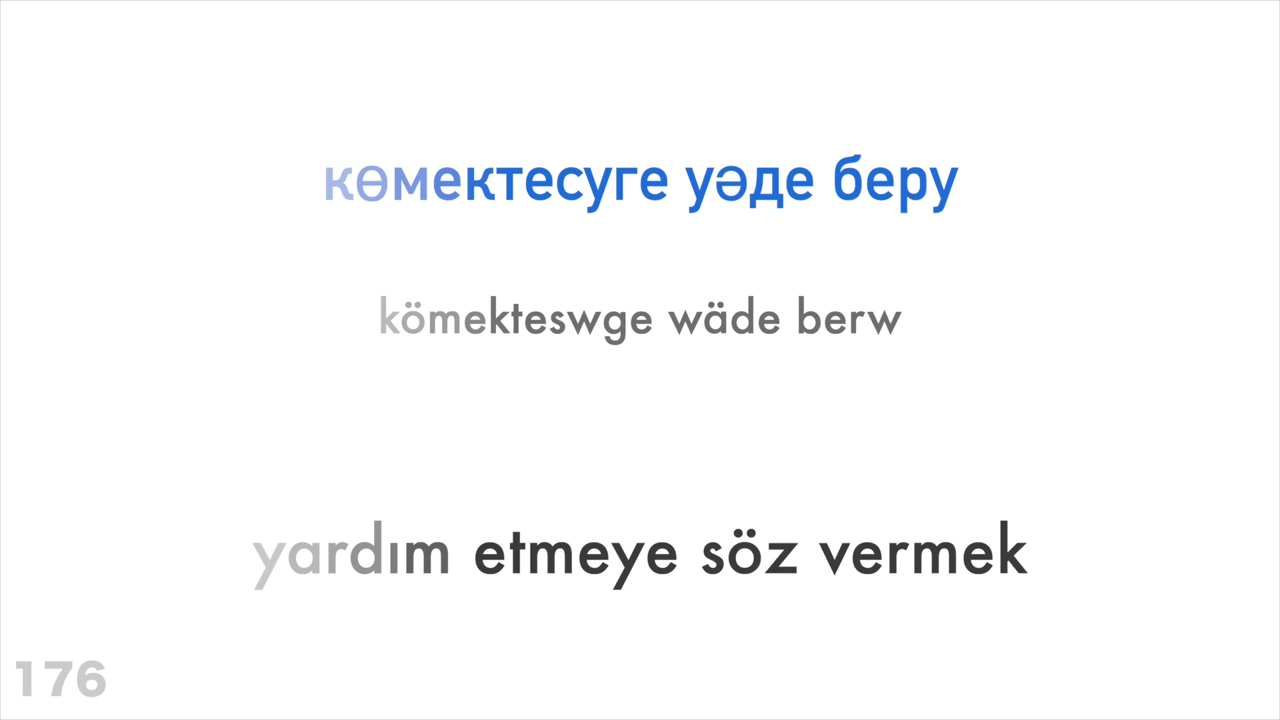 көмектесуге уәде беру
kömekteswge wäde berw
yardım etmeye söz vermek
176